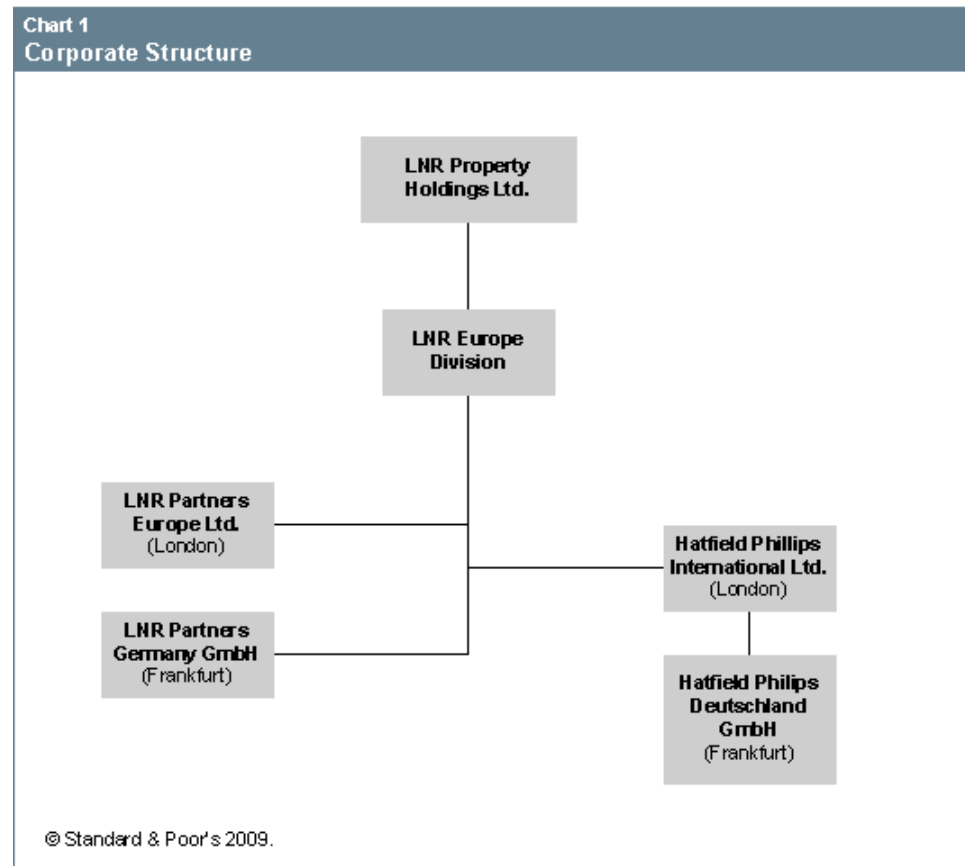 Chart 1
Corporate Structure
LNR Property
Holdings Ltd.
LNR Europe
Division
LNR Partners
Europe Ltd.
(London)
Hatfield Phillips
International Ltd.
(London)
LNR Partners
Germany GmbH
(Frankfurt)
Hatfield Philips
Deutschland
GmbH
(Frankfurt)
© Standard & Poor's 2009.